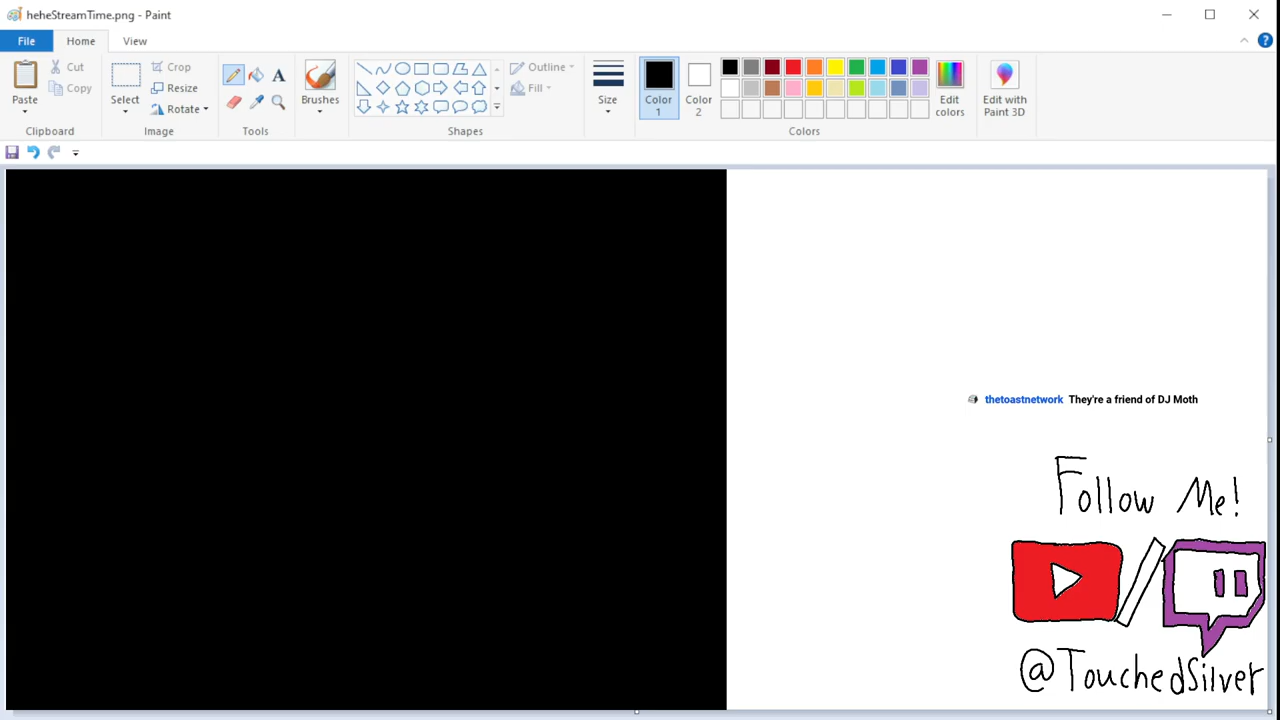 heheStreamTime.png - Paint
File Home View
Paste
Cut
Copy
Clipboard
Select
Crop
Resize
Rotate
Image
A
Tools
Brushes
Outline
Fill
Shapes
Size
Color 1
Color 2
Edit colors
Colors
Edit with Paint 3D
thetoastnetwork They're a friend of DJ Moth
Follow Me!
@TouchedSilver